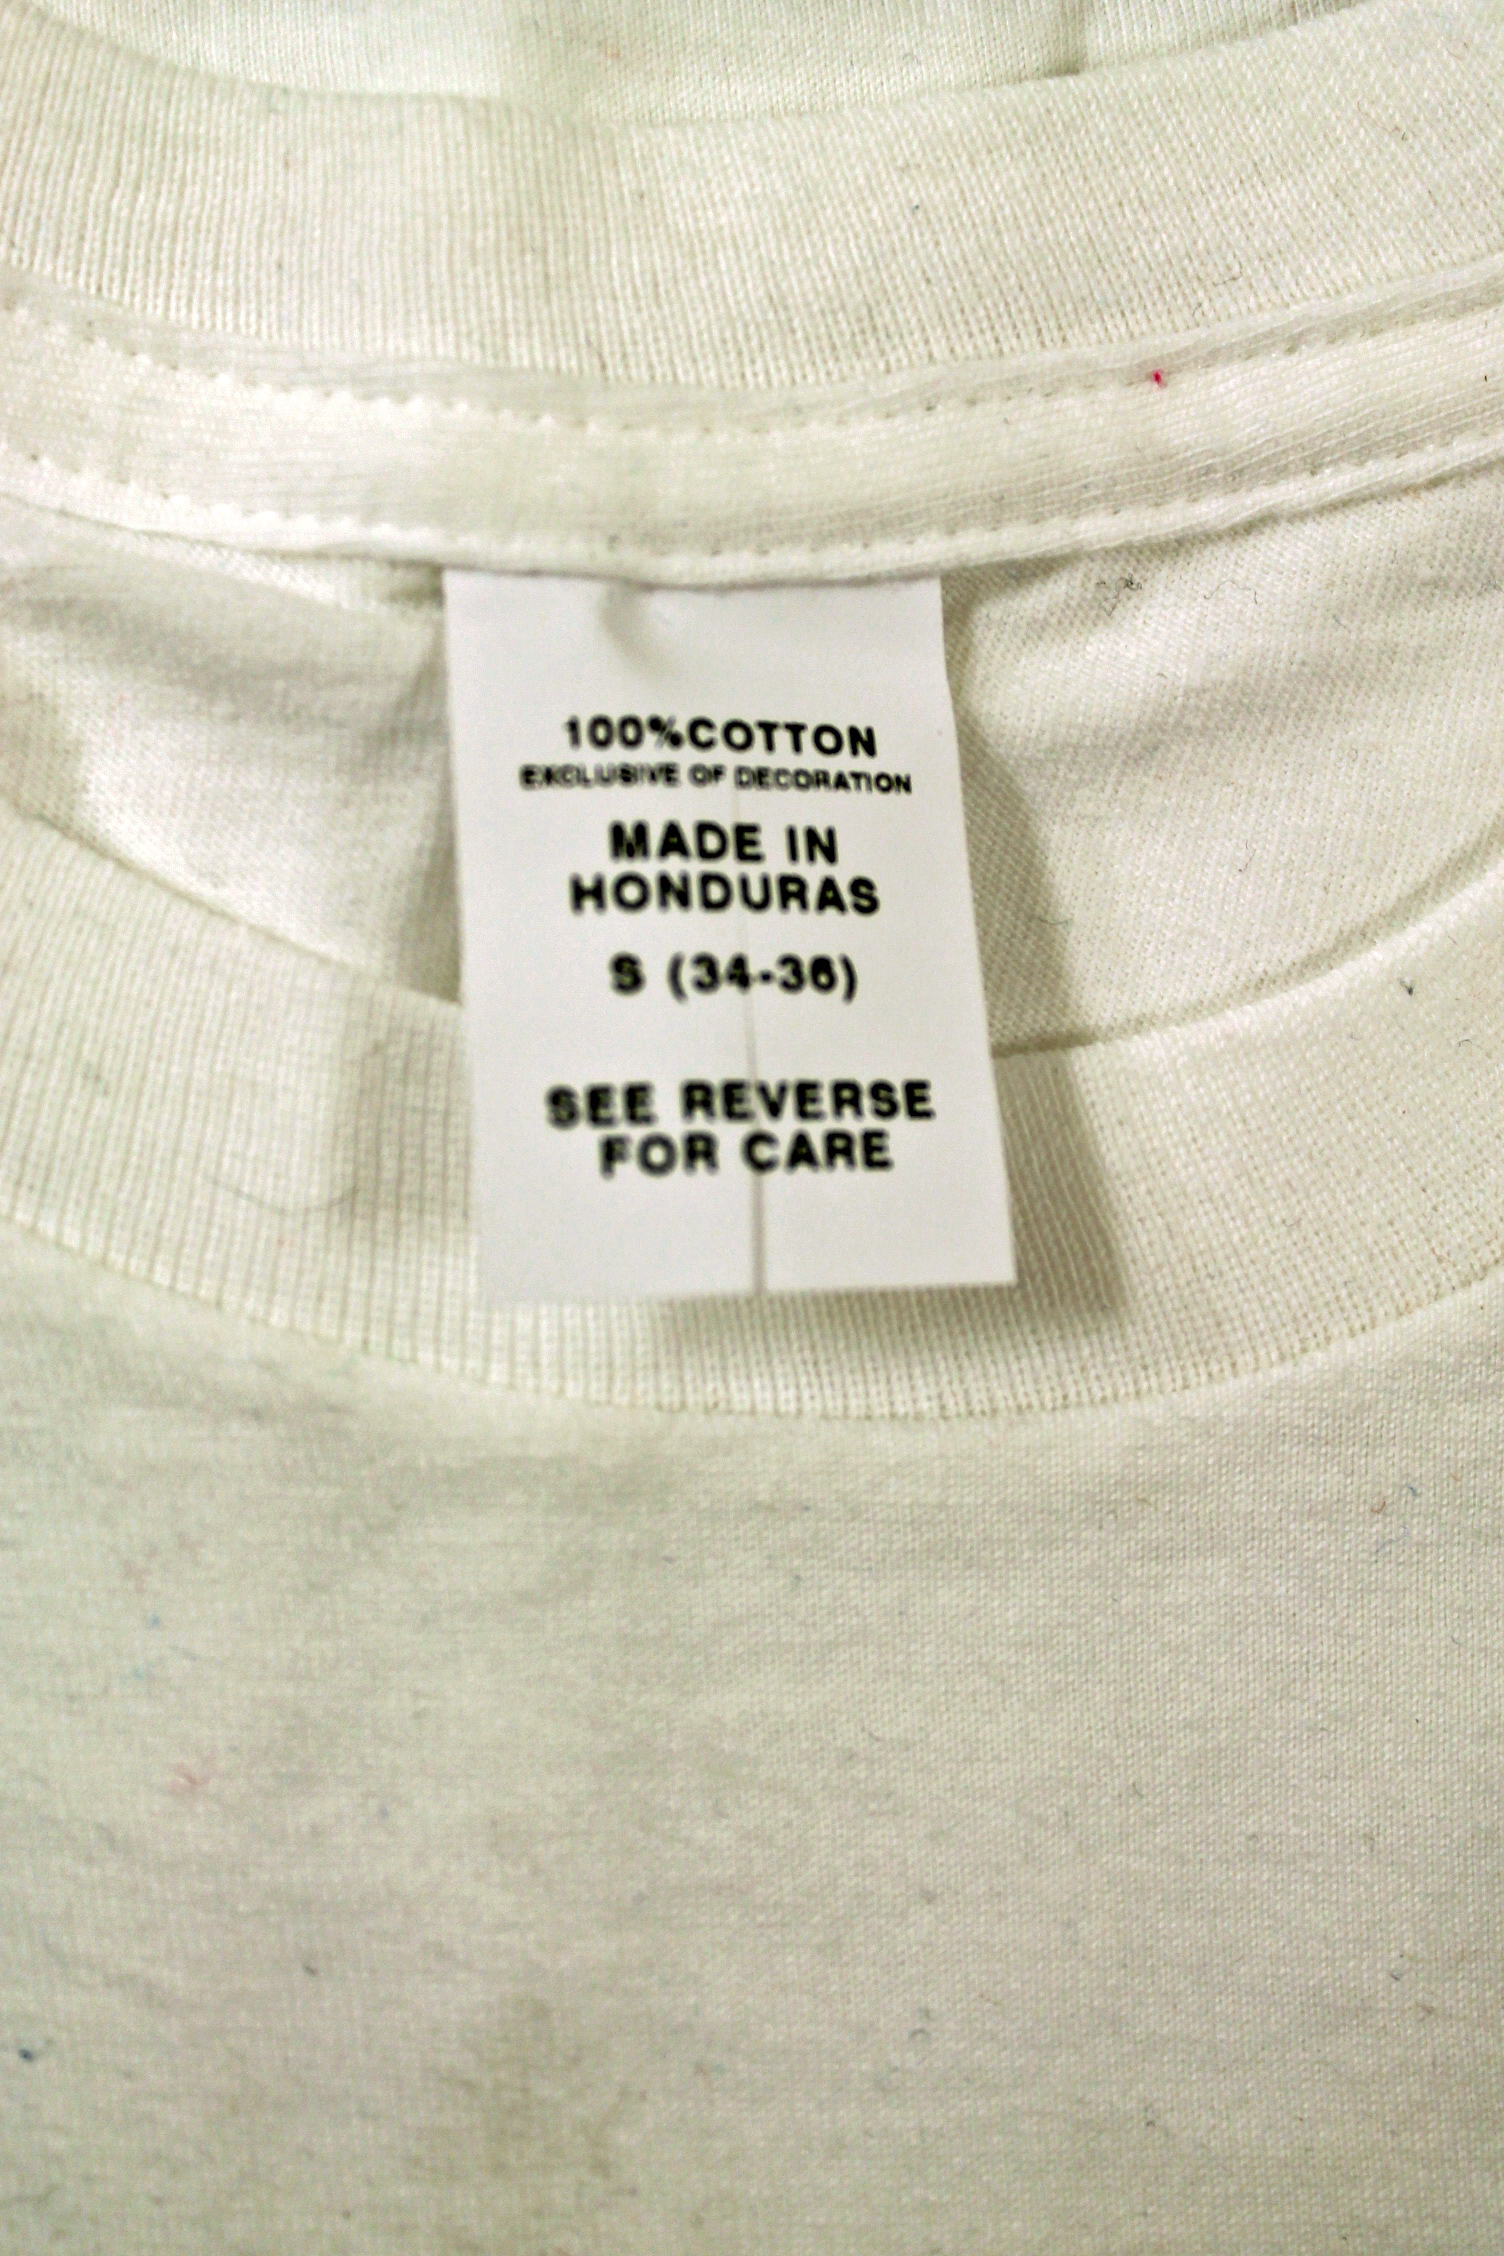 100%COTTON
EXCLUSIVE OF DECORATION
MADE IN
HONDURAS
S (34-36)
SEE REVERSE
FOR CARE